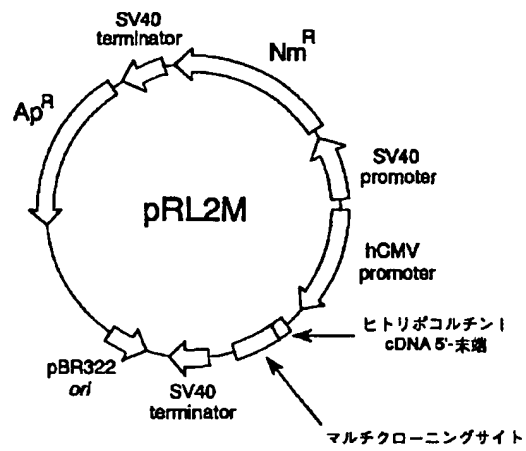 SV40
terminator
Nm^R
Ap^R
SV40
promoter
pRL2M
hCMV
promoter
ヒトリポコルチン I
cDNA 5'-末端
pBR322
ori
SV40
terminator
マルチクローニングサイト